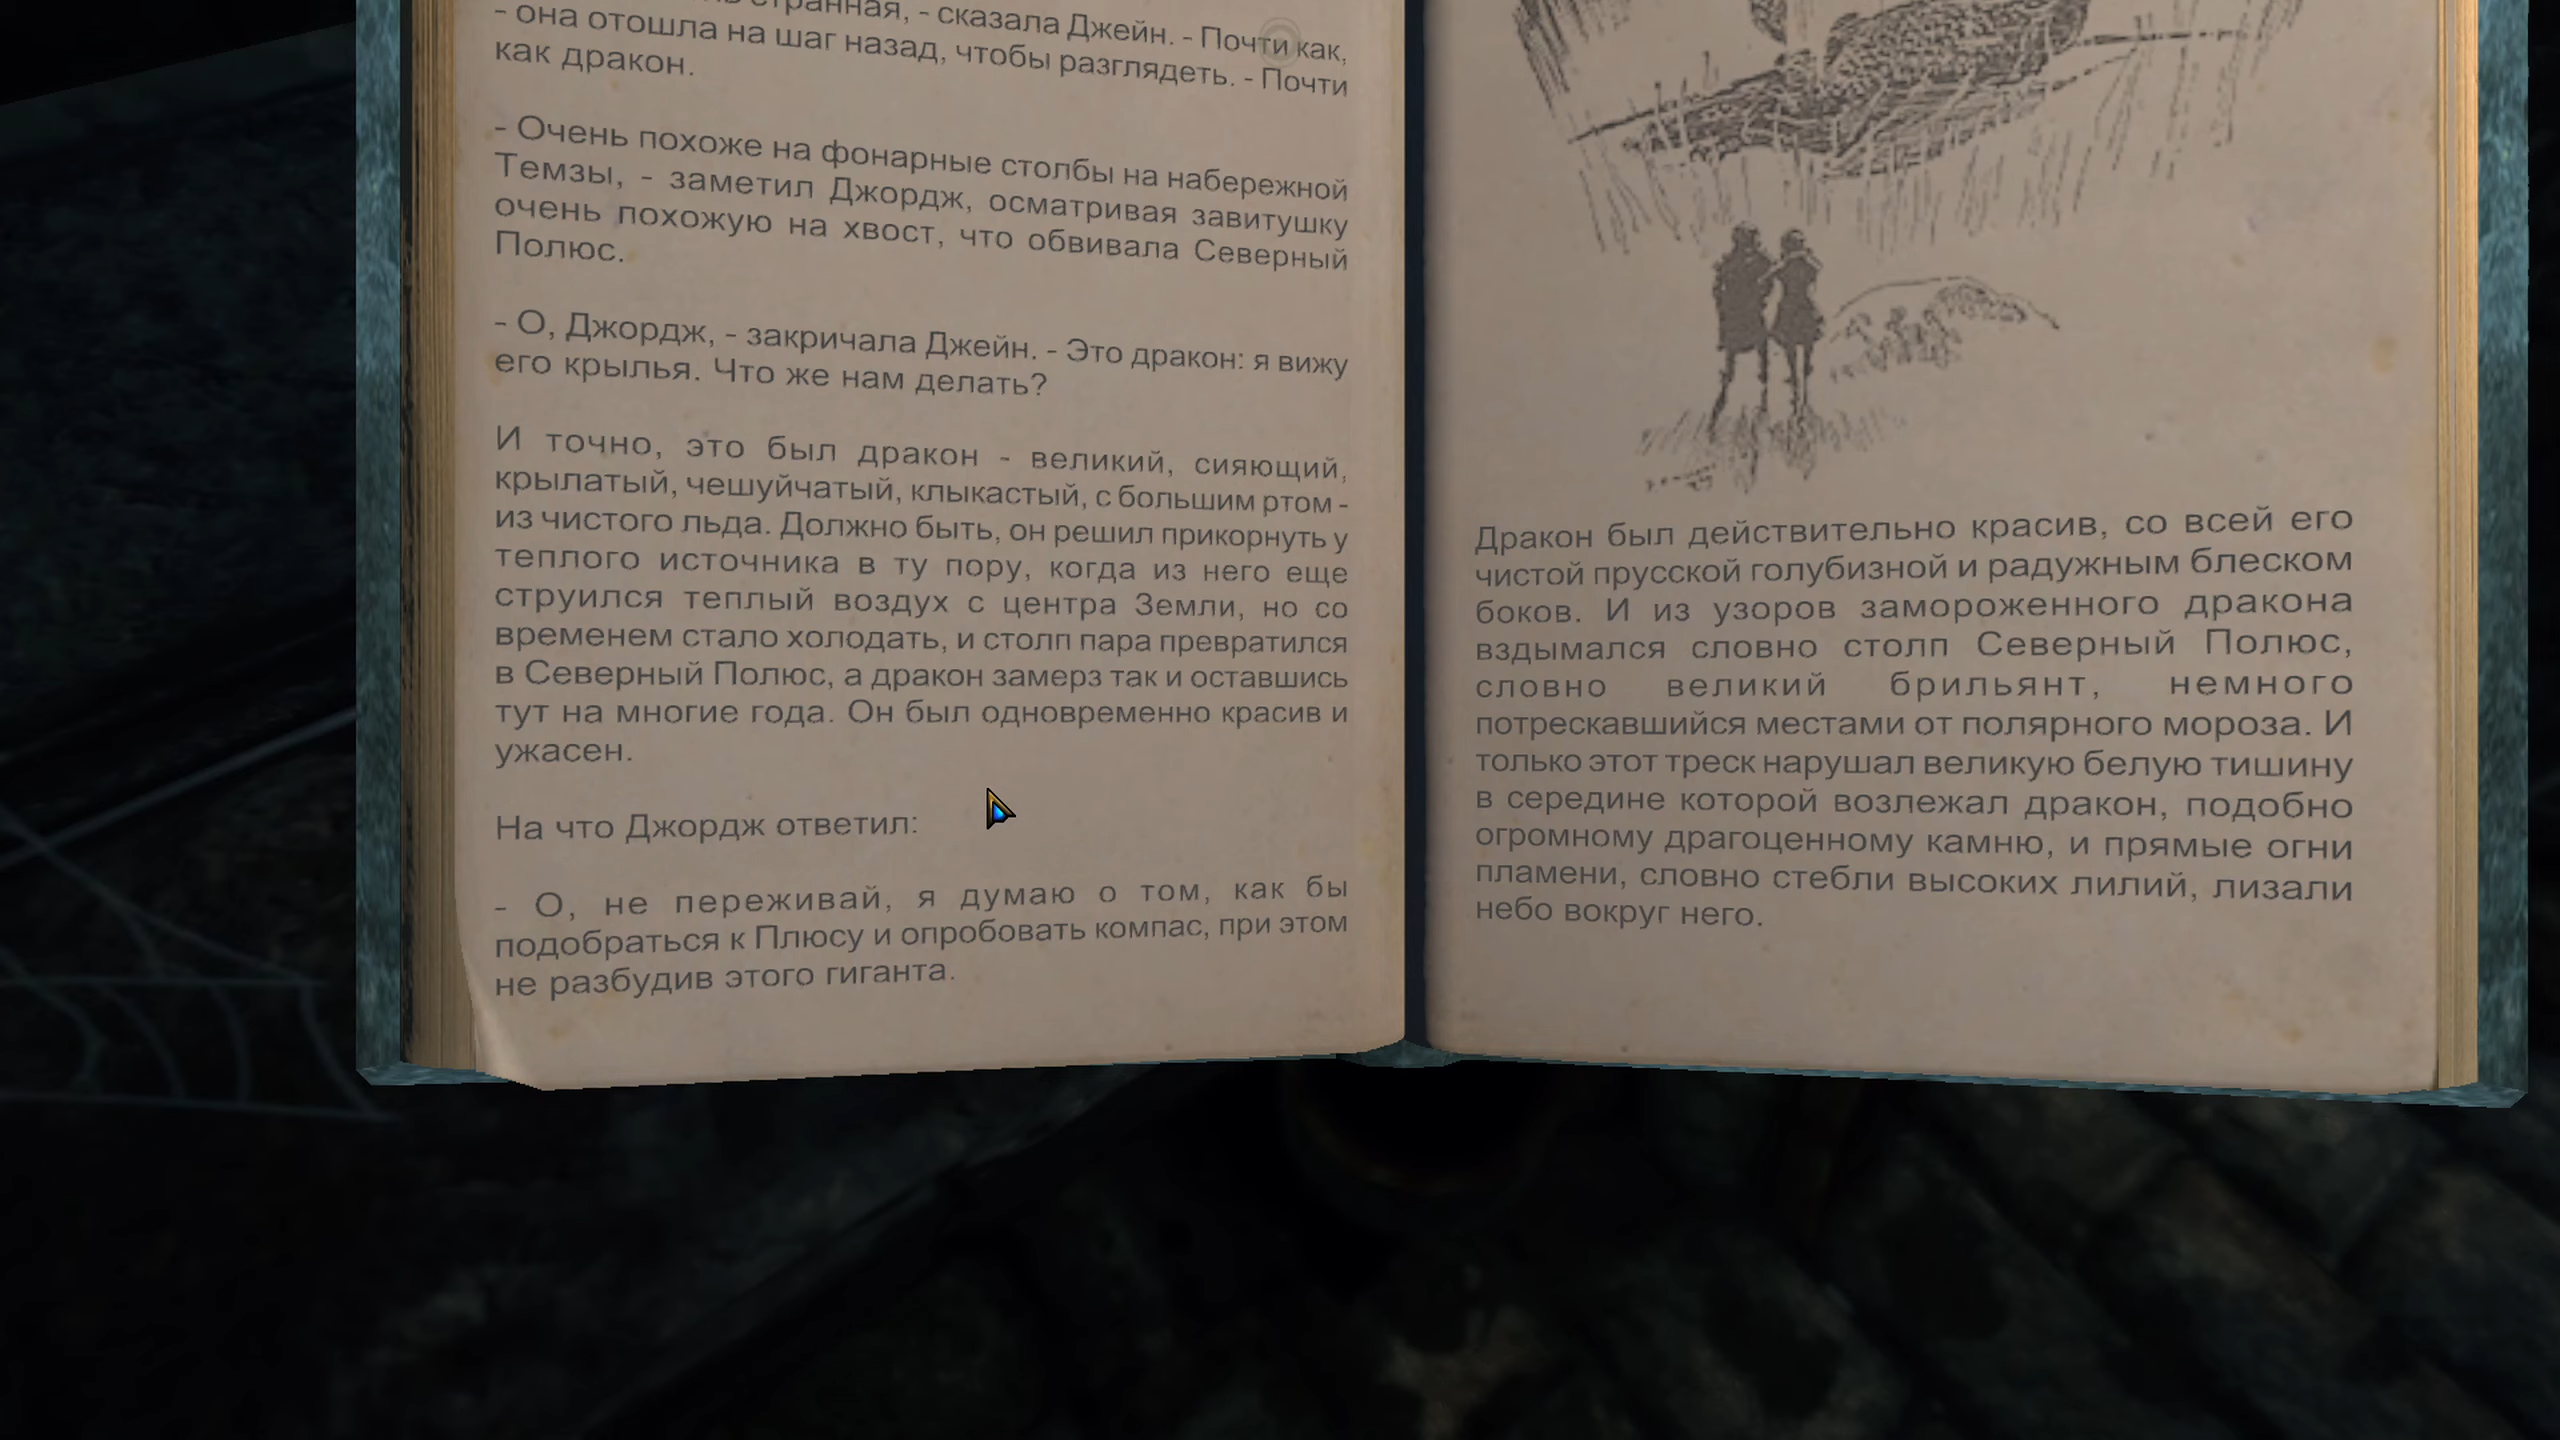 странная, - сказала Джейн. - Почти как,
- она отошла на шаг назад, чтобы разглядеть. - Почти
как дракон.
- Очень похоже на фонарные столбы на набережной
Темзы, - заметил Джордж, осматривая завитушку
очень похожую на хвост, что обвивала Северный
Полюс.
- О, Джордж, - закричала Джейн. - Это дракон: я вижу
его крылья. Что же нам делать?
И точно, это был дракон - великий, сияющий,
крылатый, чешуйчатый, клыкастый, с большим ртом -
из чистого льда. Должно быть, он решил прикорнуть у
теплого источника в ту пору, когда из него еще
струился теплый воздух с центра Земли, но со
временем стало холодать, и столп пара превратился
в Северный Полюс, а дракон замерз так и оставшись
тут на многие года. Он был одновременно красив и
ужасен.
На что Джордж ответил:
- О, не переживай, я думаю о том, как бы
подобраться к Плюсу и опробовать компас, при этом
не разбудив этого гиганта.
Дракон был действительно красив, со всей его
чистой прусской голубизной и радужным блеском
боков. И из узоров замороженного дракона
вздымался словно столп Северный Полюс,
словно великий брильянт, немного
потрескавшийся местами от полярного мороза. И
только этот треск нарушал великую белую тишину
в середине которой возлежал дракон, подобно
огромному драгоценному камню, и прямые огни
пламени, словно стебли высоких лилий, лизали
небо вокруг него.